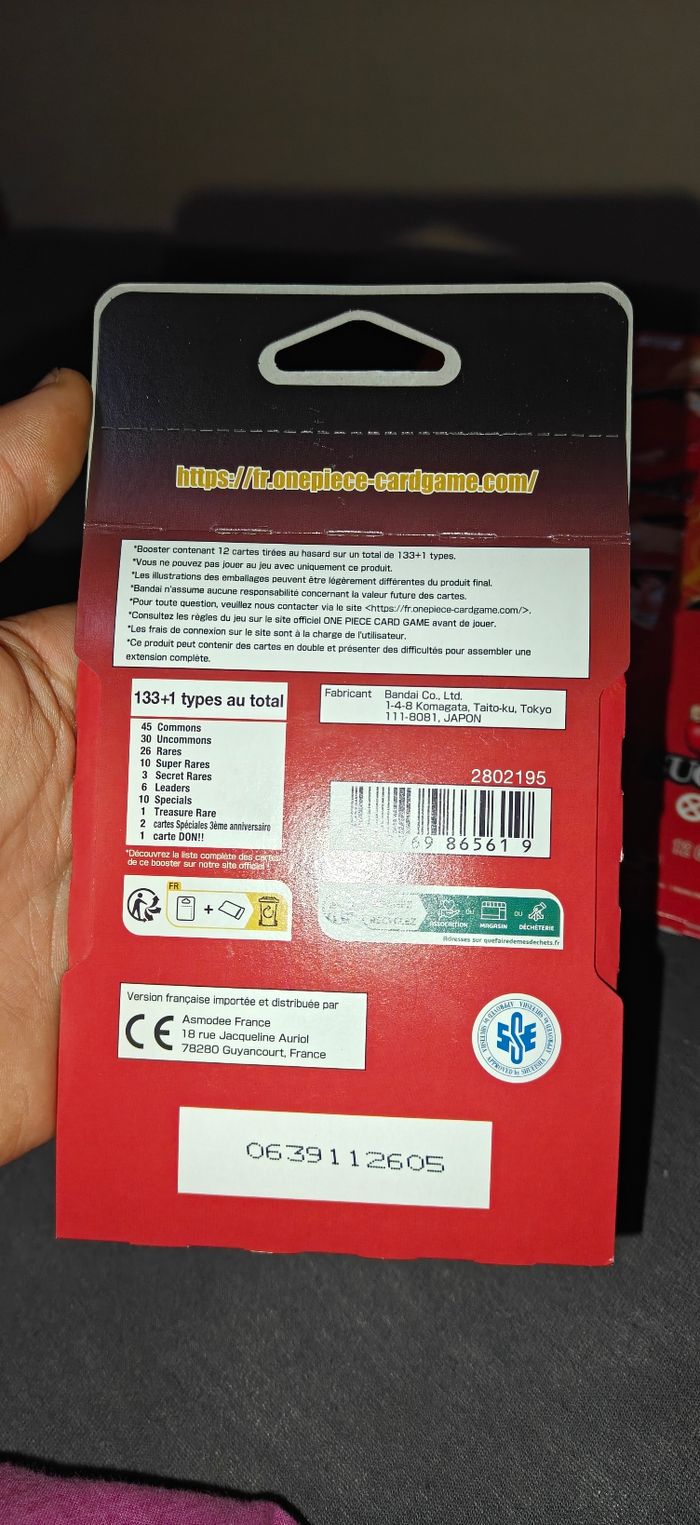 https://fr.onepiece-cardgame.com/
*Booster contenant 12 cartes tirées au hasard sur un total de 133+1 types.
*Vous ne pouvez pas jouer au jeu avec uniquement ce produit.
*Les illustrations des emballages peuvent être légèrement différentes du produit final.
*Bandai n'assume aucune responsabilité concernant la valeur future des cartes.
*Pour toute question, veuillez nous contacter via le site <https://fr.onepiece-cardgame.com/>.
*Consultez les règles du jeu sur le site officiel ONE PIECE CARD GAME avant de jouer.
*Les frais de connexion sur le site sont à la charge de l'utilisateur.
*Ce produit peut contenir des cartes en double et présenter des difficultés pour assembler une
extension complète.
133+1 types au total
45 Commons
30 Uncommons
26 Rares
10 Super Rares
3 Secret Rares
6 Leaders
10 Specials
1 Treasure Rare
2 cartes Spéciales 3ème anniversaire
1 carte DON!!
*Découvrez la liste complète des cartes
de ce booster sur notre site officiel !
Fabricant Bandai Co., Ltd.
1-4-8 Komagata, Taito-ku, Tokyo
111-8081, JAPON
2802195
69 86561 9
FR
RECYCLEZ
ASSOCIATION OU MAGASIN OU DÉCHÈTERIE
Adresses sur quefairedemesdechets.fr
Version française importée et distribuée par
CE
Asmodee France
18 rue Jacqueline Auriol
78280 Guyancourt, France
APPROVED by SHUEISHA
0639112605